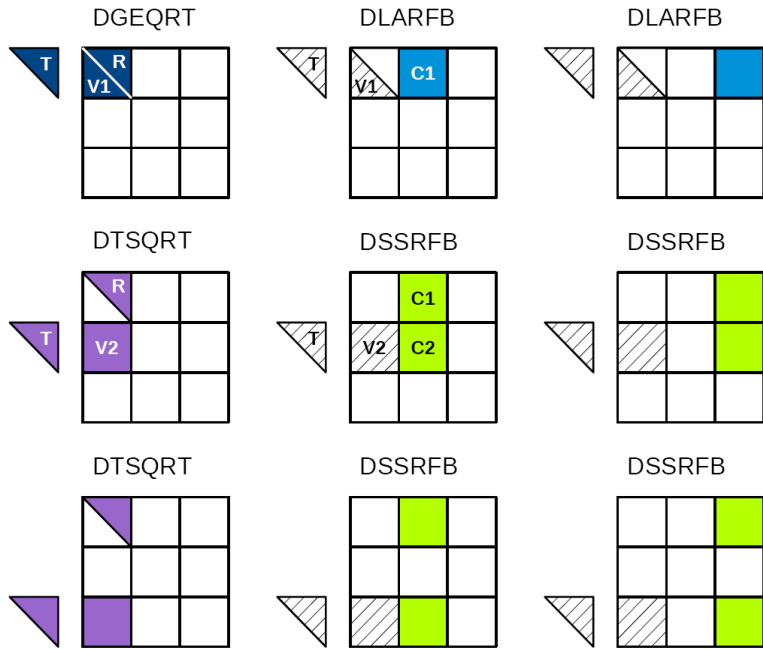 DGEQRT DLARFB DLARFB
T R V1 T V1 C1
DTSQRT DSSRFB DSSRFB
R C1
T V2 T V2 C2
DTSQRT DSSRFB DSSRFB